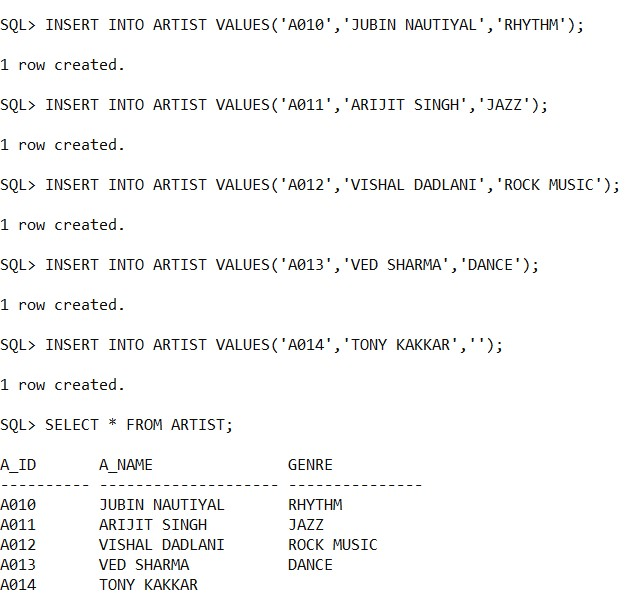 SQL> INSERT INTO ARTIST VALUES('A010','JUBIN NAUTIYAL','RHYTHM');
1 row created.
SQL> INSERT INTO ARTIST VALUES('A011','ARIJIT SINGH','JAZZ');
1 row created.
SQL> INSERT INTO ARTIST VALUES('A012','VISHAL DADLANI','ROCK MUSIC');
1 row created.
SQL> INSERT INTO ARTIST VALUES('A013','VED SHARMA','DANCE');
1 row created.
SQL> INSERT INTO ARTIST VALUES('A014','TONY KAKKAR','');
1 row created.
SQL> SELECT * FROM ARTIST;
A_ID       A_NAME               GENRE
---------- -------------------- ---------------
A010       JUBIN NAUTIYAL       RHYTHM
A011       ARIJIT SINGH         JAZZ
A012       VISHAL DADLANI       ROCK MUSIC
A013       VED SHARMA           DANCE
A014       TONY KAKKAR